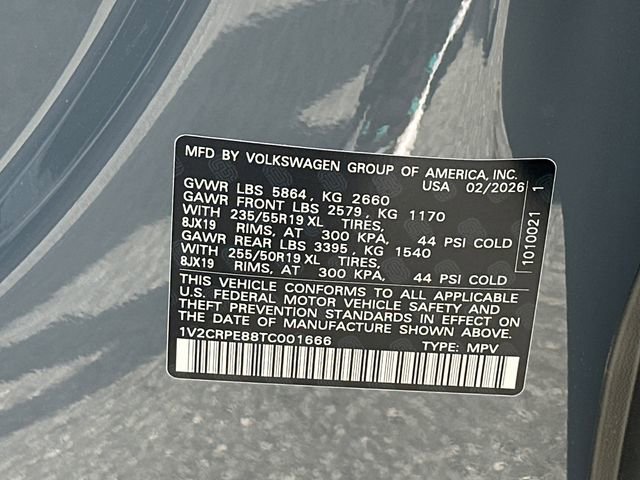 MFD BY VOLKSWAGEN GROUP OF AMERICA, INC.
USA 02/2026
GVWR LBS 5864, KG 2660
GAWR FRONT LBS 2579, KG 1170
WITH 235/55R19 XL TIRES,
8JX19 RIMS, AT 300 KPA, 44 PSI COLD
GAWR REAR LBS 3395, KG 1540
WITH 255/50R19 XL TIRES,
8JX19 RIMS, AT 300 KPA, 44 PSI COLD
THIS VEHICLE CONFORMS TO ALL APPLICABLE
U.S. FEDERAL MOTOR VEHICLE SAFETY AND
THEFT PREVENTION STANDARDS IN EFFECT ON
THE DATE OF MANUFACTURE SHOWN ABOVE.
1V2CRPE88TC001666 TYPE: MPV
1010021 1